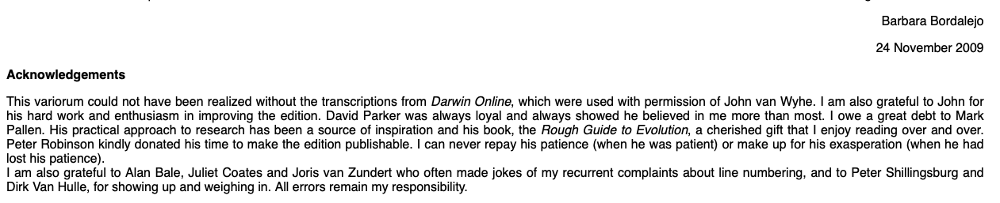 Barbara Bordalejo
24 November 2009
Acknowledgements
This variorum could not have been realized without the transcriptions from Darwin Online, which were used with permission of John van Wyhe. I am also grateful to John for
his hard work and enthusiasm in improving the edition. David Parker was always loyal and always showed he believed in me more than most. I owe a great debt to Mark
Pallen. His practical approach to research has been a source of inspiration and his book, the Rough Guide to Evolution, a cherished gift that I enjoy reading over and over.
Peter Robinson kindly donated his time to make the edition publishable. I can never repay his patience (when he was patient) or make up for his exasperation (when he had
lost his patience).
I am also grateful to Alan Bale, Juliet Coates and Joris van Zundert who often made jokes of my recurrent complaints about line numbering, and to Peter Shillingsburg and
Dirk Van Hulle, for showing up and weighing in. All errors remain my responsibility.